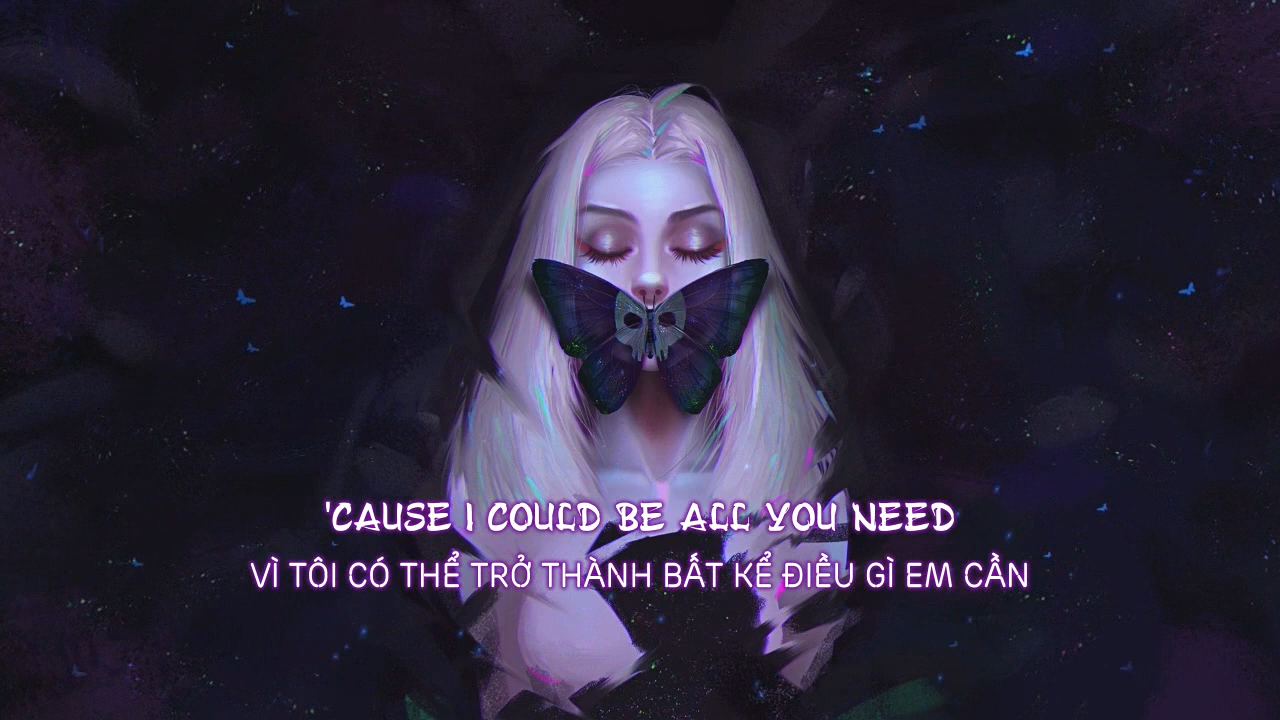 'CAUSE I COULD BE ALL YOU NEED
VÌ TÔI CÓ THỂ TRỞ THÀNH BẤT KỂ ĐIỀU GÌ EM CẦN